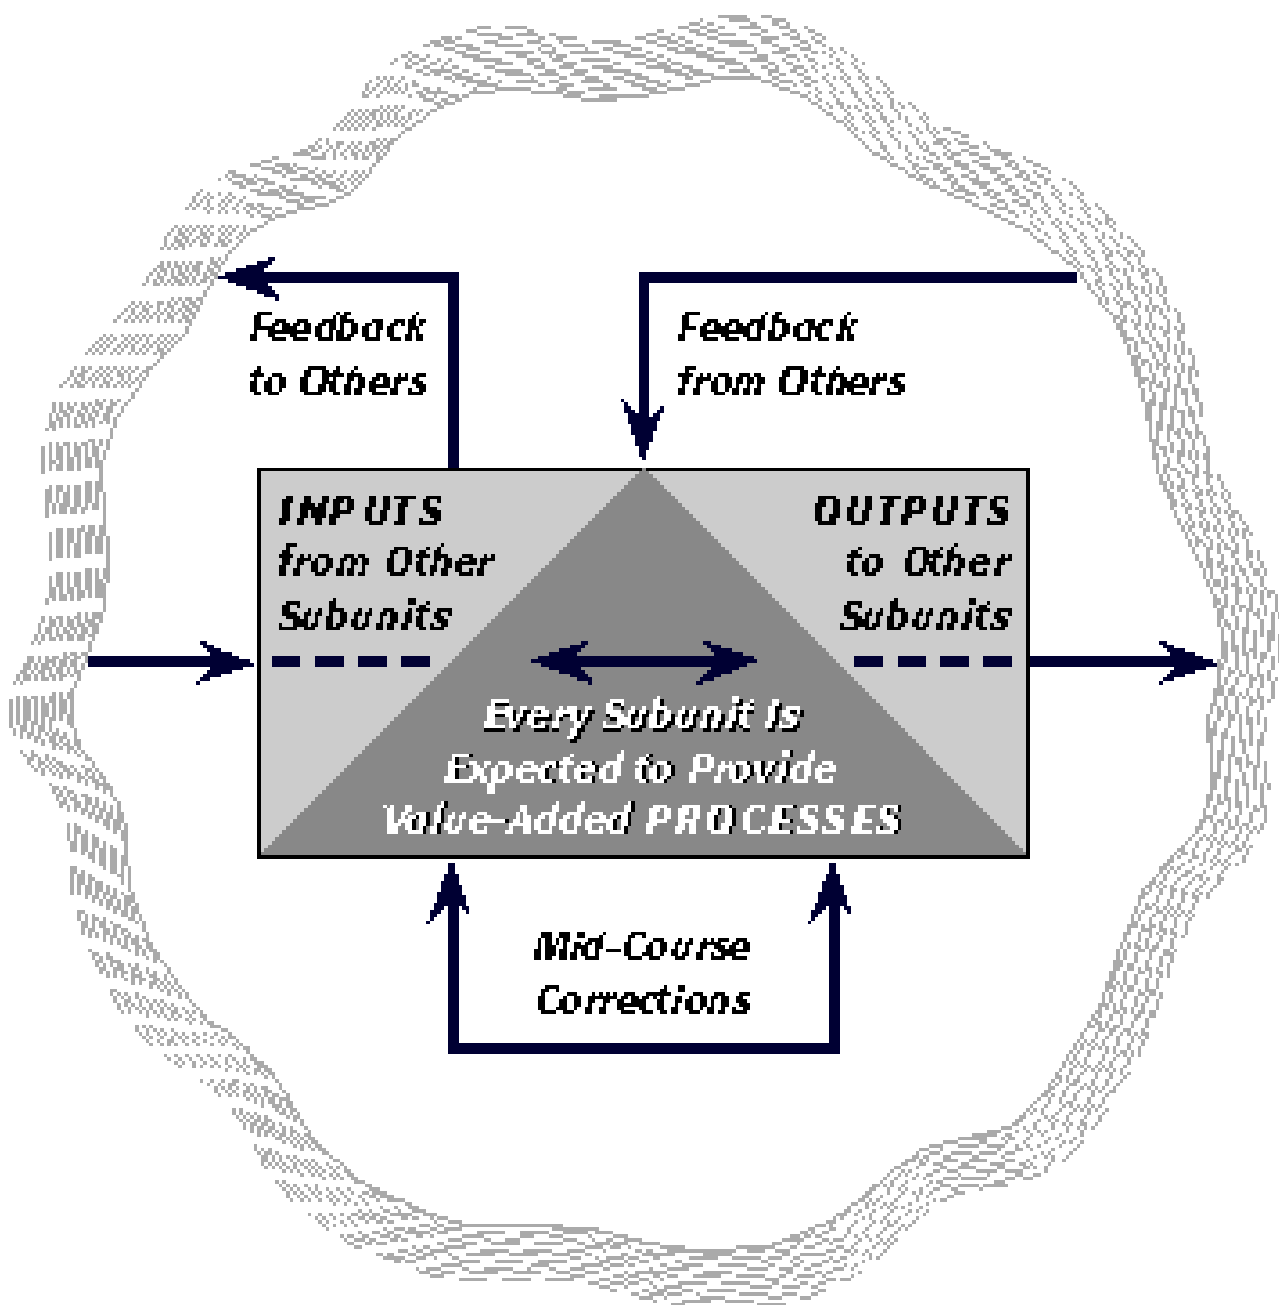 Feedback
to Others
Feedback
from Others
INPUTS
from Other
Subunits
OUTPUTS
to Other
Subunits
Every Subunit Is
Expected to Provide
Value-Added PROCESSES
Mid-Course
Corrections